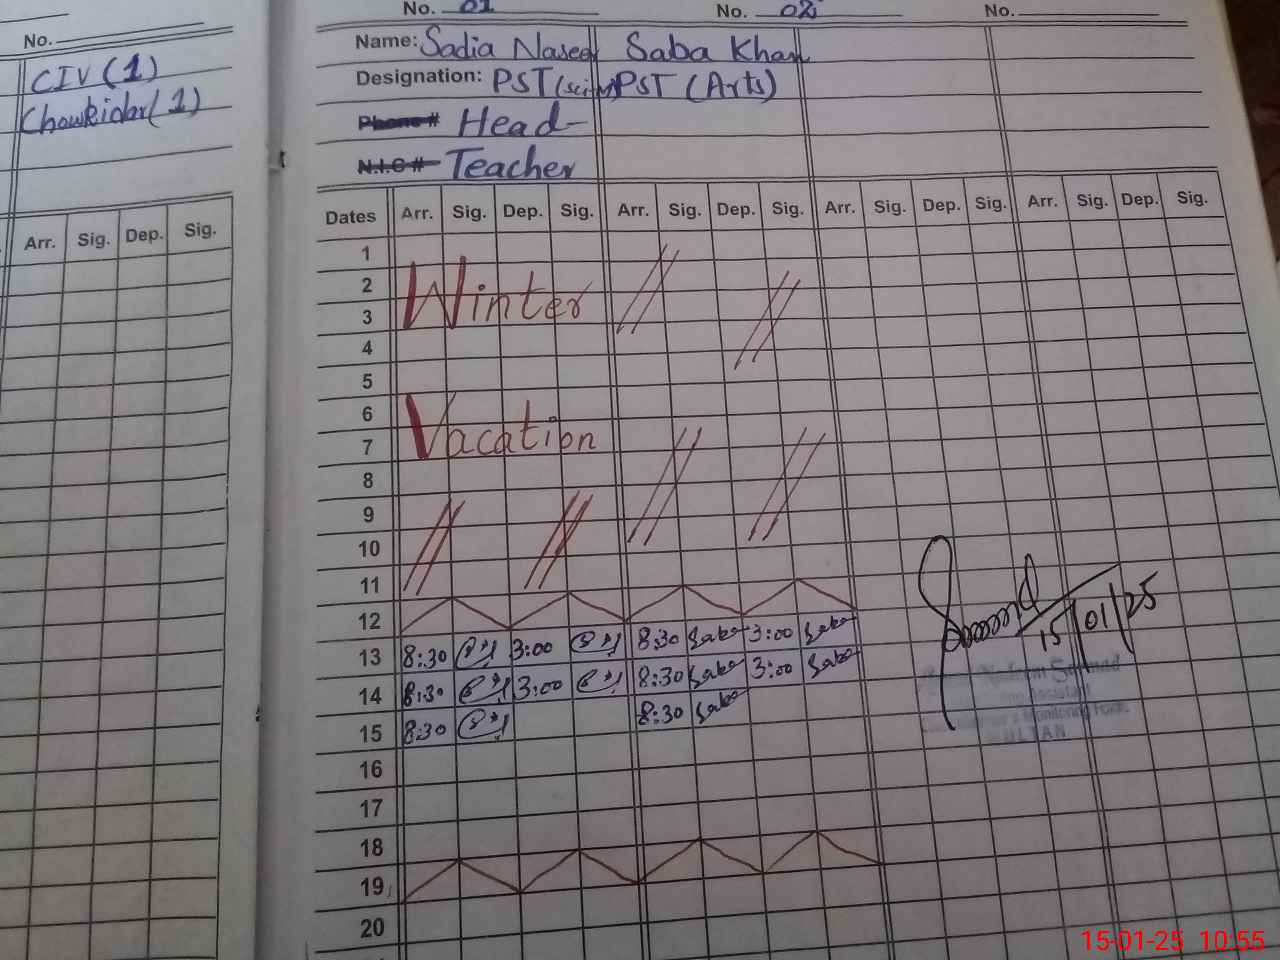 No.
CIV (1)
Chowkidar (1)
Arr. Sig. Dep. Sig.
No. 01 No. 02 No.
Name: Sadia Naseer Saba Khan
Designation: PST (sci) PST (Arts)
Phone # Head-
N.I.C # Teacher
Dates Arr. Sig. Dep. Sig. Arr. Sig. Dep. Sig. Arr. Sig. Dep. Sig. Arr. Sig. Dep. Sig.
1
2 Winter
3
4
5
6
7 Vacation
8
9
10
11
12
13 8:30 3:00 8:30 Saba 3:00 Saba
14 8:30 3:00 8:30 Saba 3:00 Saba
15 8:30 8:30 Saba
15/01/25
Monitoring Force
MULTAN
16
17
18
19
20
15-01-25 10:55